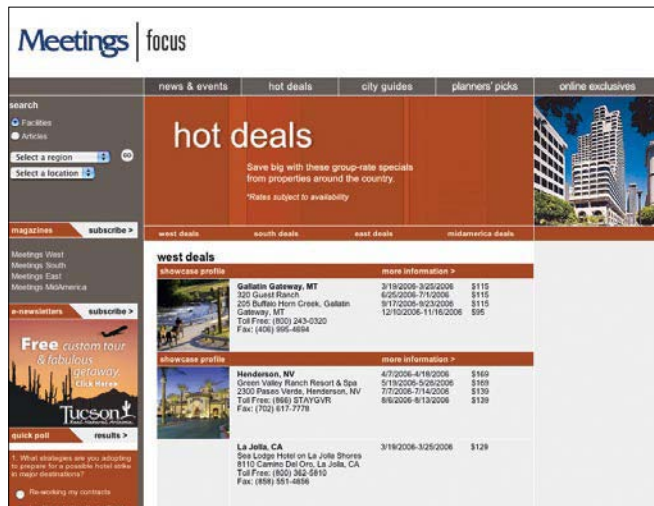 Meetings focus
news & events hot deals city guides planners' picks online exclusives
search
Facilities
Articles
Select a region GO
Select a location
hot deals
Save big with these group-rate specials
from properties around the country.
*Rates subject to availability
west deals south deals east deals midamerica deals
magazines subscribe >
Meetings West
Meetings South
Meetings East
Meetings MidAmerica
e-newsletters subscribe >
Free custom tour
& fabulous
getaway.
Click Here
Tucson
Real. Natural. Arizona.
quick poll results >
1. What strategies are you adopting
to prepare for a possible hotel strike
in major destinations?
Re-working my contracts
west deals
showcase profile more information >
Gallatin Gateway, MT 3/19/2006-3/25/2006 $115
320 Guest Ranch 6/25/2006-7/1/2006 $115
205 Buffalo Horn Creek, Gallatin 9/17/2006-9/23/2006 $115
Gateway, MT 12/10/2006-11/16/2006 $95
Toll Free: (800) 243-0320
Fax: (406) 995-4694
showcase profile more information >
Henderson, NV 4/7/2006-4/16/2006 $169
Green Valley Ranch Resort & Spa 5/19/2006-5/26/2006 $169
2300 Paseo Verde, Henderson, NV 7/7/2006-7/14/2006 $139
Toll Free: (866) STAYGVR 8/6/2006-8/13/2006 $139
Fax: (702) 617-7778
La Jolla, CA 3/19/2006-3/25/2006 $129
Sea Lodge Hotel on La Jolla Shores
8110 Camino Del Oro, La Jolla, CA
Toll Free: (800) 362-5810
Fax: (858) 551-4656